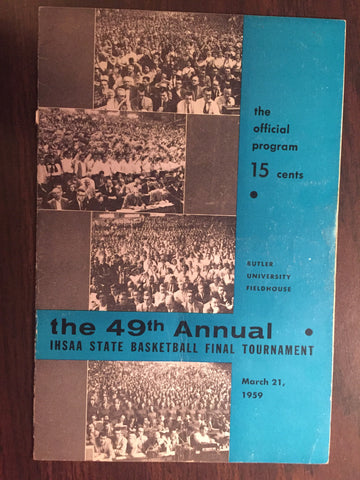 the
official
program
15 cents
BUTLER
UNIVERSITY
FIELDHOUSE
the 49th Annual
IHSAA STATE BASKETBALL FINAL TOURNAMENT
March 21,
1959